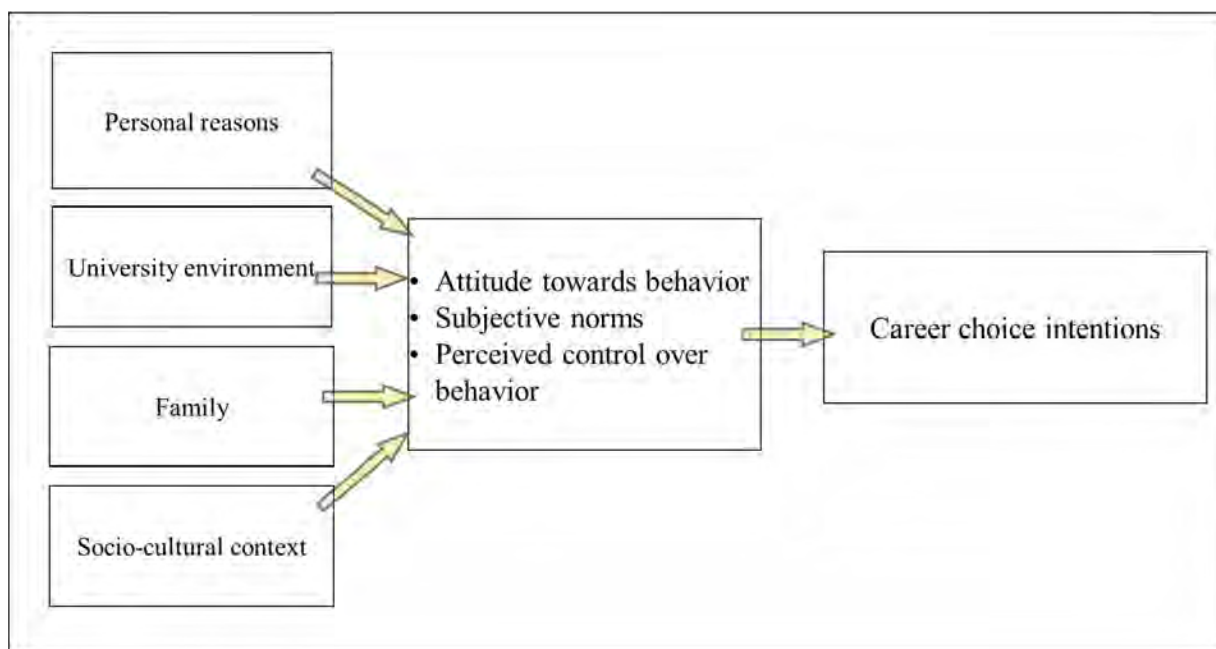 Personal reasons
University environment
Family
Socio-cultural context
• Attitude towards behavior
• Subjective norms
• Perceived control over
behavior
Career choice intentions